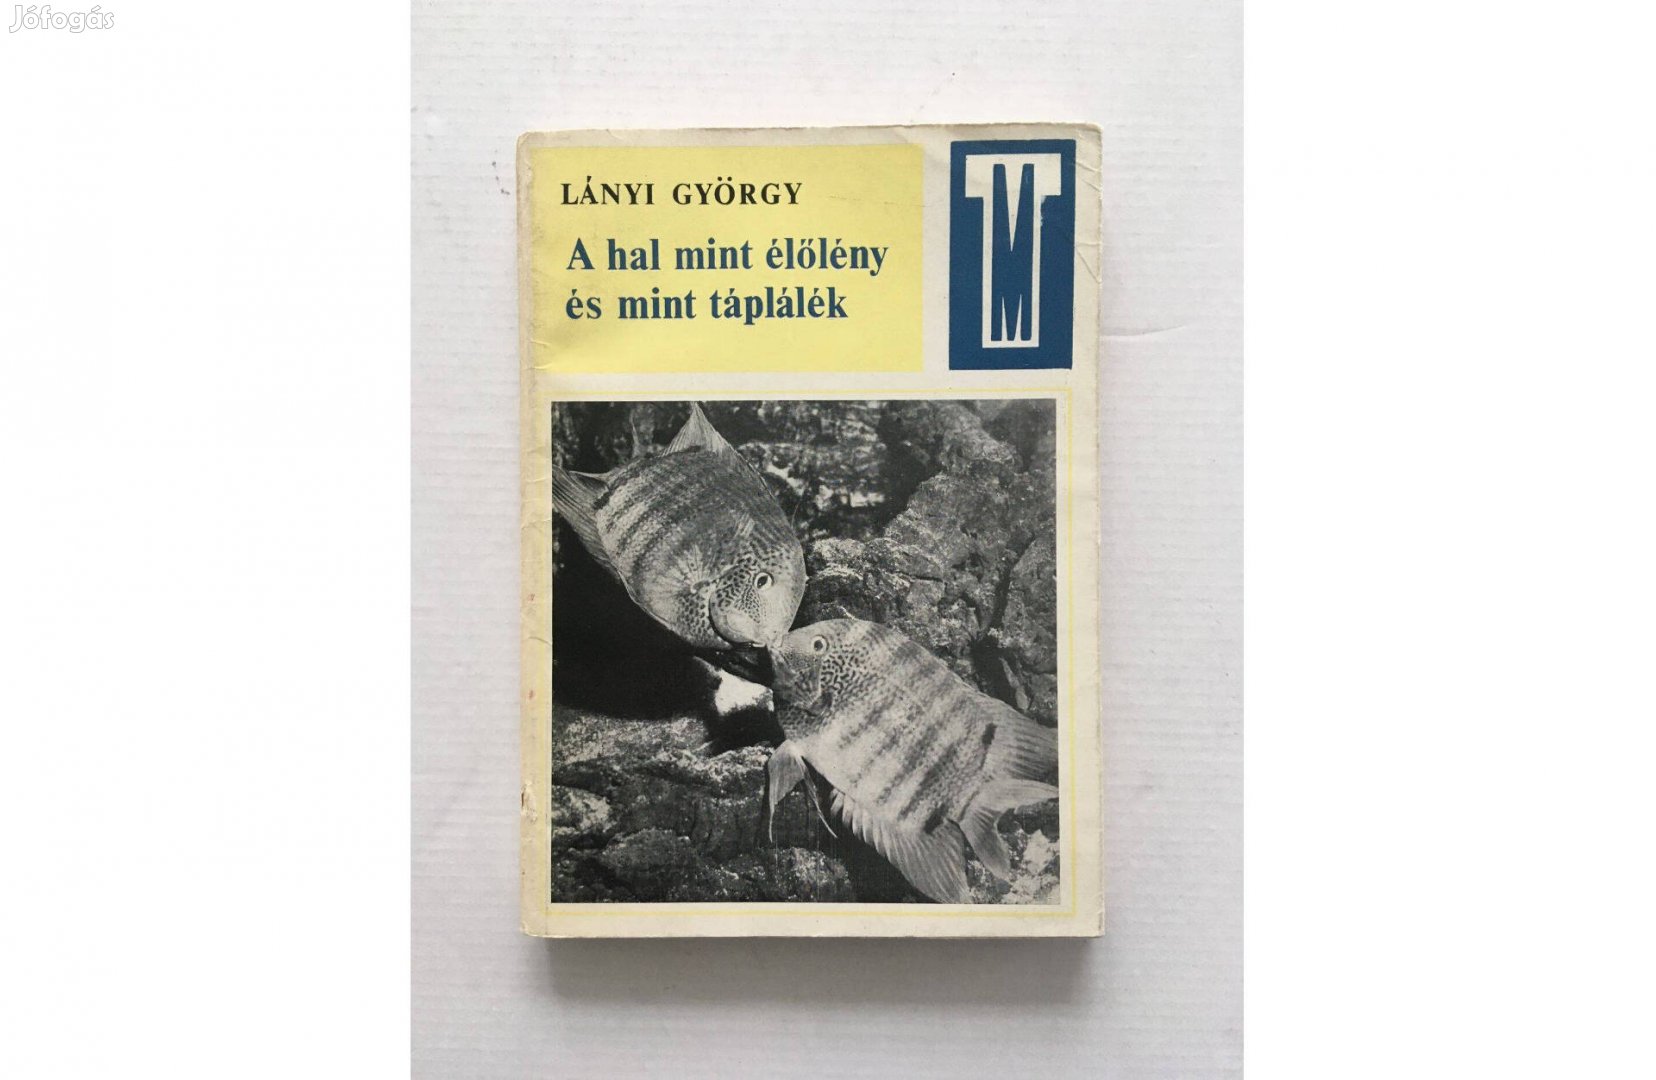 Jófogás
LÁNYI GYÖRGY
A hal mint élőlény
és mint táplálék
TM